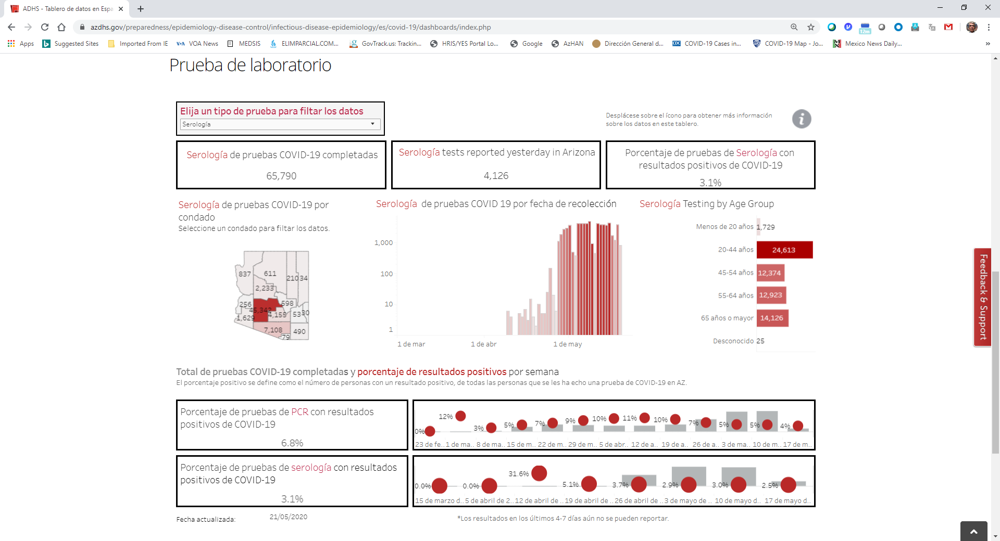 ADHS - Tablero de datos en Espa
azdhs.gov/preparedness/epidemiology-disease-control/infectious-disease-epidemiology/es/covid-19/dashboards/index.php
12m
Apps
Suggested Sites
Imported From IE
VOA VOA News
MEDSIS
ELIMPARCIAL.COM...
GovTrack.us: Trackin...
HRIS/YES Portal Lo...
Google
AzHAN
Dirección General d...
CDC COVID-19 Cases in...
COVID-19 Map - Jo...
Mexico News Daily...
»
Prueba de laboratorio
Elija un tipo de prueba para filtar los datos
Serología
Desplácese sobre el ícono para obtener más información
sobre los datos en este tablero.
i
Serología de pruebas COVID-19 completadas
65,790
Serología tests reported yesterday in Arizona
4,126
Porcentaje de pruebas de Serología con
resultados positivos de COVID-19
3.1%
Serología de pruebas COVID-19 por
condado
Seleccione un condado para filtar los datos.
837
611
210
34
2,233
256
598
45,342
1,629
4,155
53
30
7,108
490
79
Serología de pruebas COVID 19 por fecha de recolección
1,000
100
10
1
1 de mar
1 de abr
1 de may
Serología Testing by Age Group
Menos de 20 años 1,729
20-44 años 24,613
45-54 años 12,374
55-64 años 12,923
65 años o mayor 14,126
Desconocido 25
Feedback & Support
Total de pruebas COVID-19 completadas y porcentaje de resultados positivos por semana
El porcentaje positivo se define como el número de personas con un resultado positivo, de todas las personas que se les ha echo una prueba de COVID-19 en AZ.
Porcentaje de pruebas de PCR con resultados
positivos de COVID-19
6.8%
0% 12% 3% 5% 7% 9% 10% 11% 10% 7% 5% 5% 4%
23 de fe.. 1 de ma.. 8 de ma.. 15 de m.. 22 de m.. 29 de m.. 5 de abr.. 12 de a.. 19 de a.. 26 de a.. 3 de ma.. 10 de m.. 17 de m..
Porcentaje de pruebas de serología con resultados
positivos de COVID-19
3.1%
0.0% 0.0% 31.6% 5.1% 3.7% 2.9% 3.0% 2.5%
15 de marzo d.. 5 de abril de 2.. 12 de abril de .. 19 de abril de .. 26 de abril de .. 3 de mayo de .. 10 de mayo d.. 17 de mayo d..
Fecha actualizada: 21/05/2020
*Los resultados en los últimos 4-7 días aún no se pueden reportar.